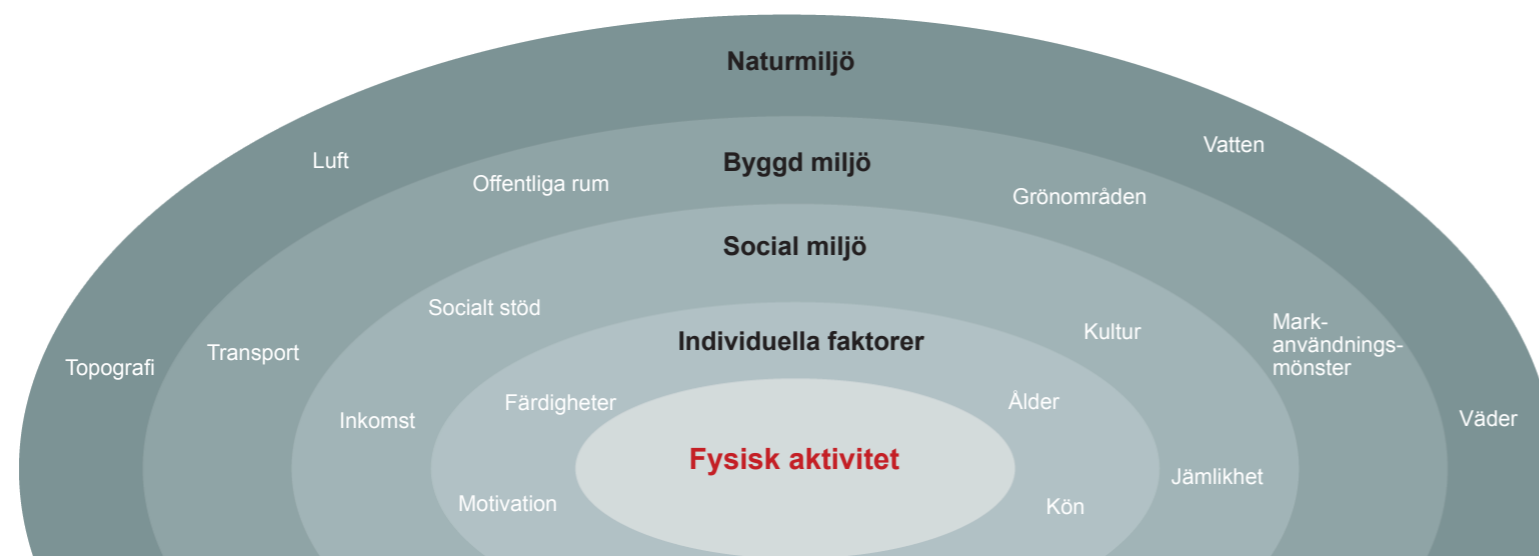 Naturmiljö
Luft
Vatten
Byggd miljö
Offentliga rum
Grönområden
Social miljö
Socialt stöd
Kultur
Mark-
användnings-
mönster
Individuella faktorer
Topografi
Transport
Färdigheter
Ålder
Inkomst
Väder
Fysisk aktivitet
Jämlikhet
Motivation
Kön